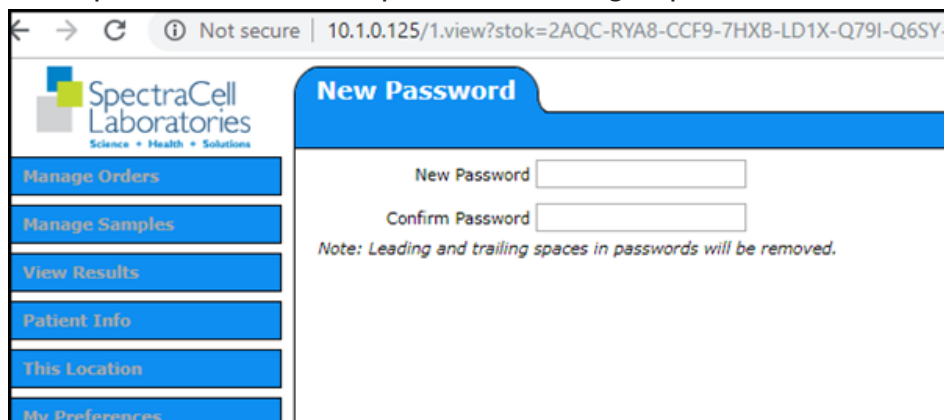 Not secure | 10.1.0.125/1.view?stok=2AQC-RYA8-CCF9-7HXB-LD1X-Q79I-Q6SY-
SpectraCell
Laboratories
Science + Health + Solutions
New Password
Manage Orders
Manage Samples
View Results
Patient Info
This Location
My Preferences
New Password
Confirm Password
Note: Leading and trailing spaces in passwords will be removed.